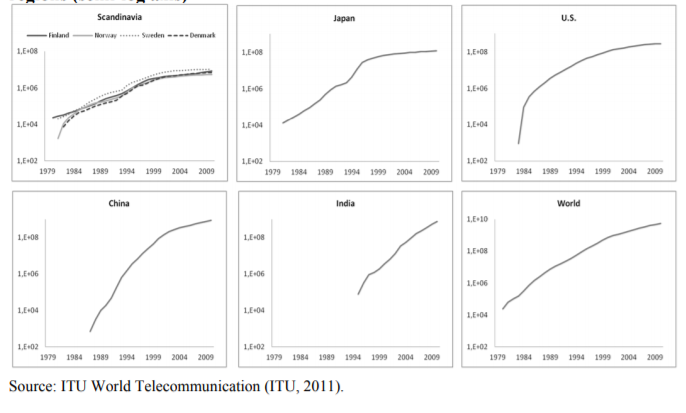 regions (semi-log
Scandinavia
Finland Norway Sweden Denmark
1,E+08
1,E+06
1,E+04
1,E+02
1979 1984 1989 1994 1999 2004 2009
Japan
1,E+08
1,E+06
1,E+04
1,E+02
1979 1984 1989 1994 1999 2004 2009
U.S.
1,E+08
1,E+06
1,E+04
1,E+02
1979 1984 1989 1994 1999 2004 2009
China
1,E+08
1,E+06
1,E+04
1,E+02
1979 1984 1989 1994 1999 2004 2009
India
1,E+08
1,E+06
1,E+04
1,E+02
1979 1984 1989 1994 1999 2004 2009
World
1,E+10
1,E+08
1,E+06
1,E+04
1,E+02
1979 1984 1989 1994 1999 2004 2009
Source: ITU World Telecommunication (ITU, 2011).